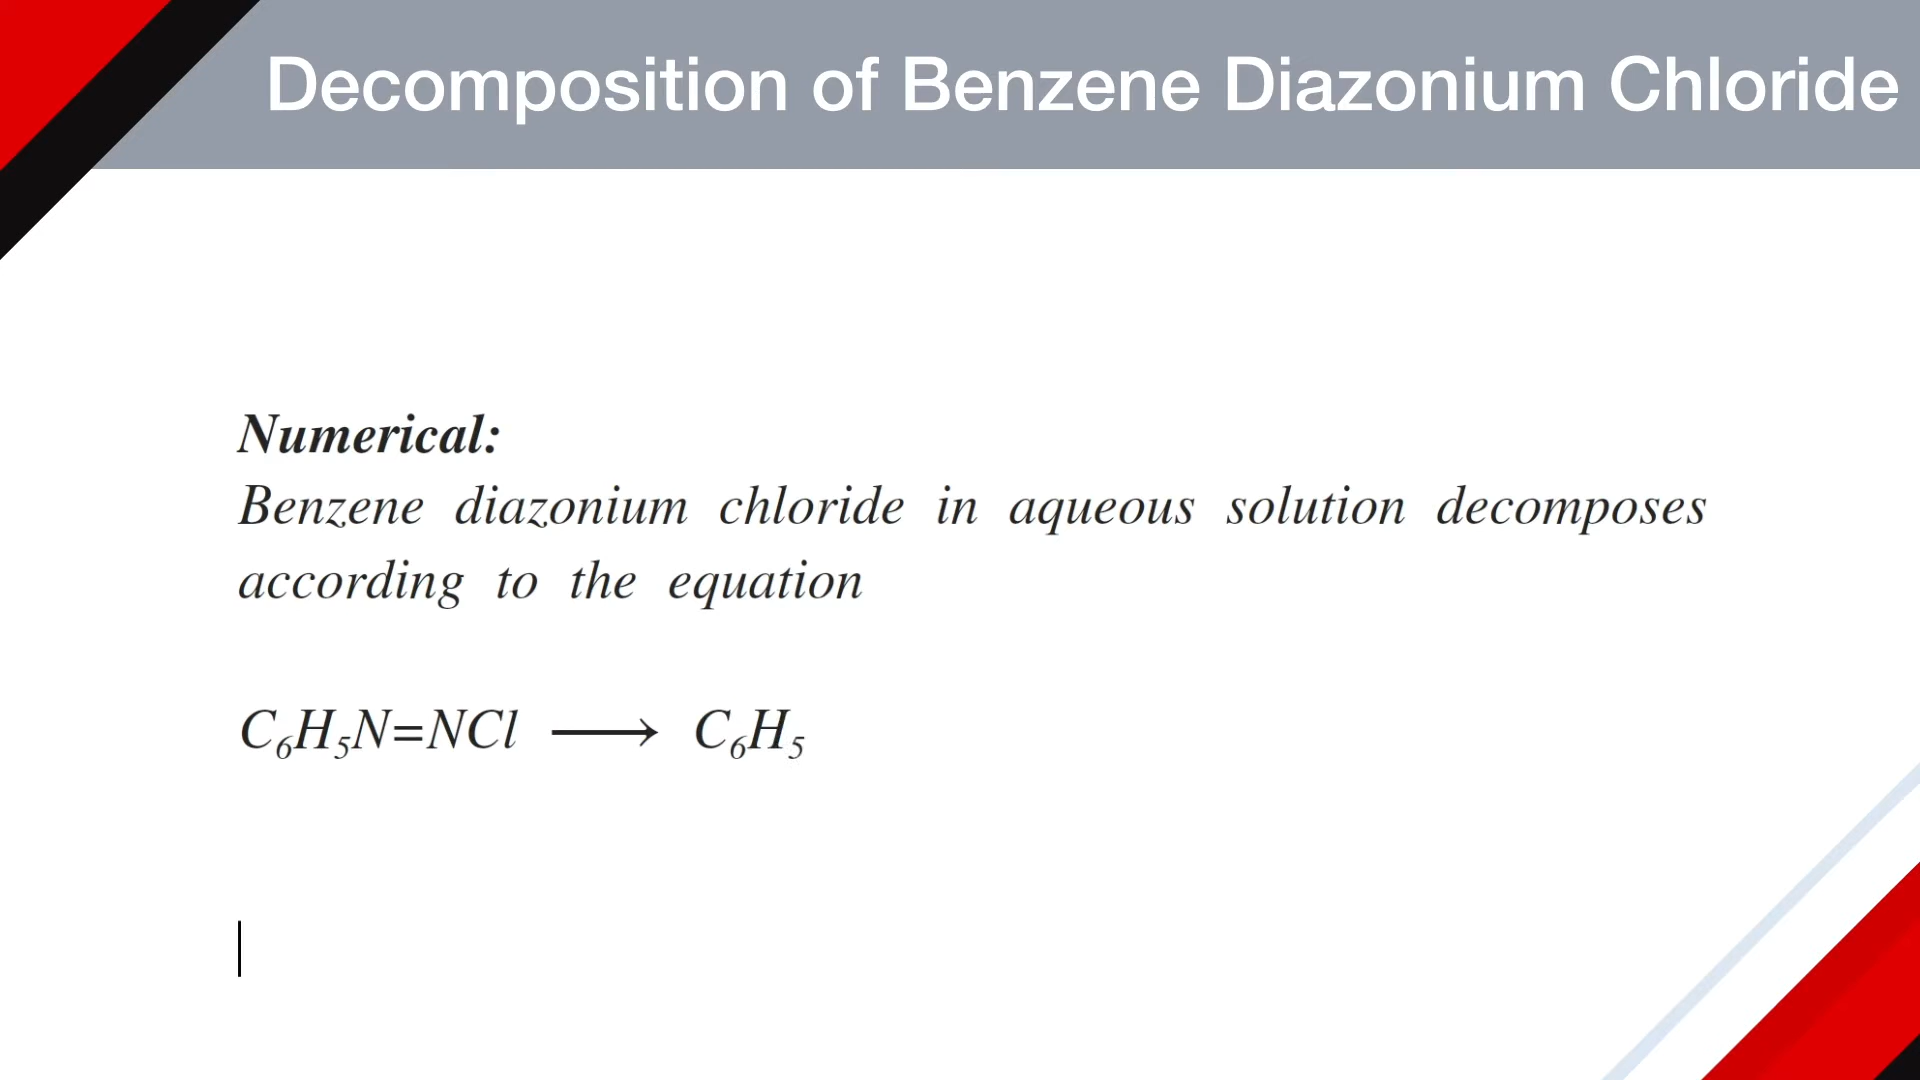 Decomposition of Benzene Diazonium Chloride
Numerical:
Benzene diazonium chloride in aqueous solution decomposes
according to the equation
C₆H₅N=NCl ⟶ C₆H₅